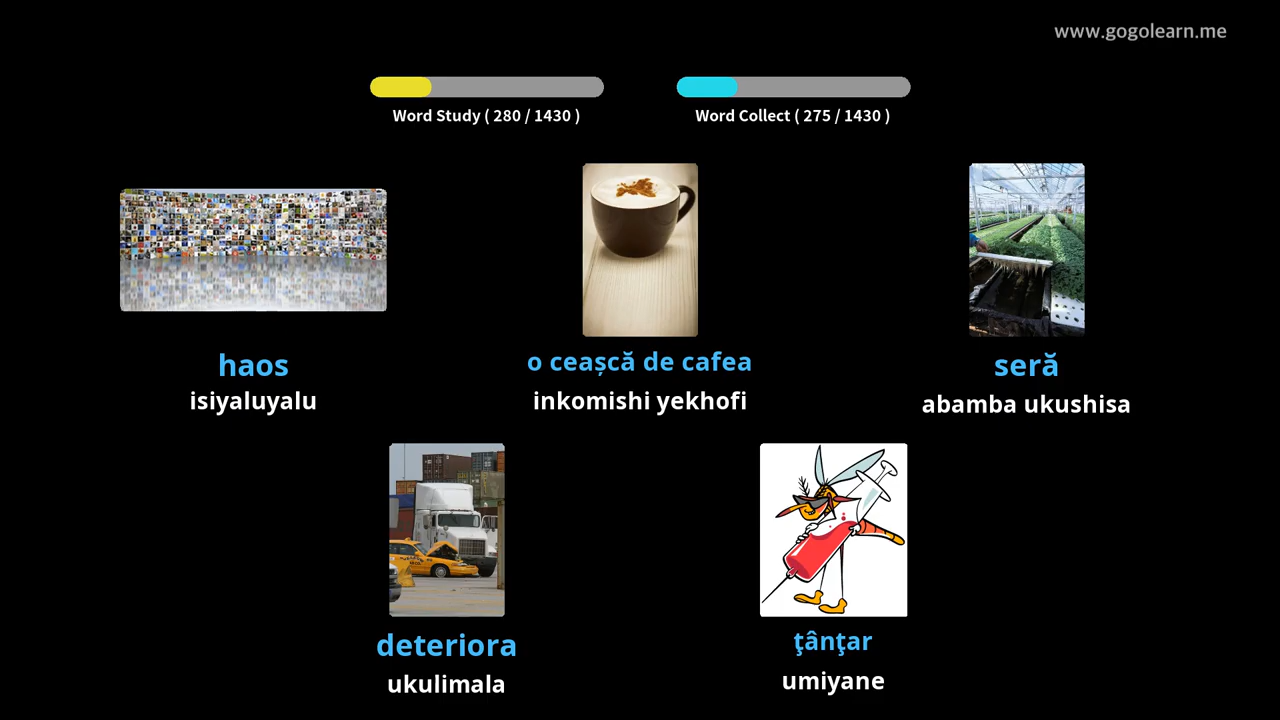 www.gogolearn.me
Word Study ( 280 / 1430 )
Word Collect ( 275 / 1430 )
haos
isiyaluyalu
o ceașcă de cafea
inkomishi yekhofi
seră
abamba ukushisa
deteriora
ukulimala
ţânţar
umiyane